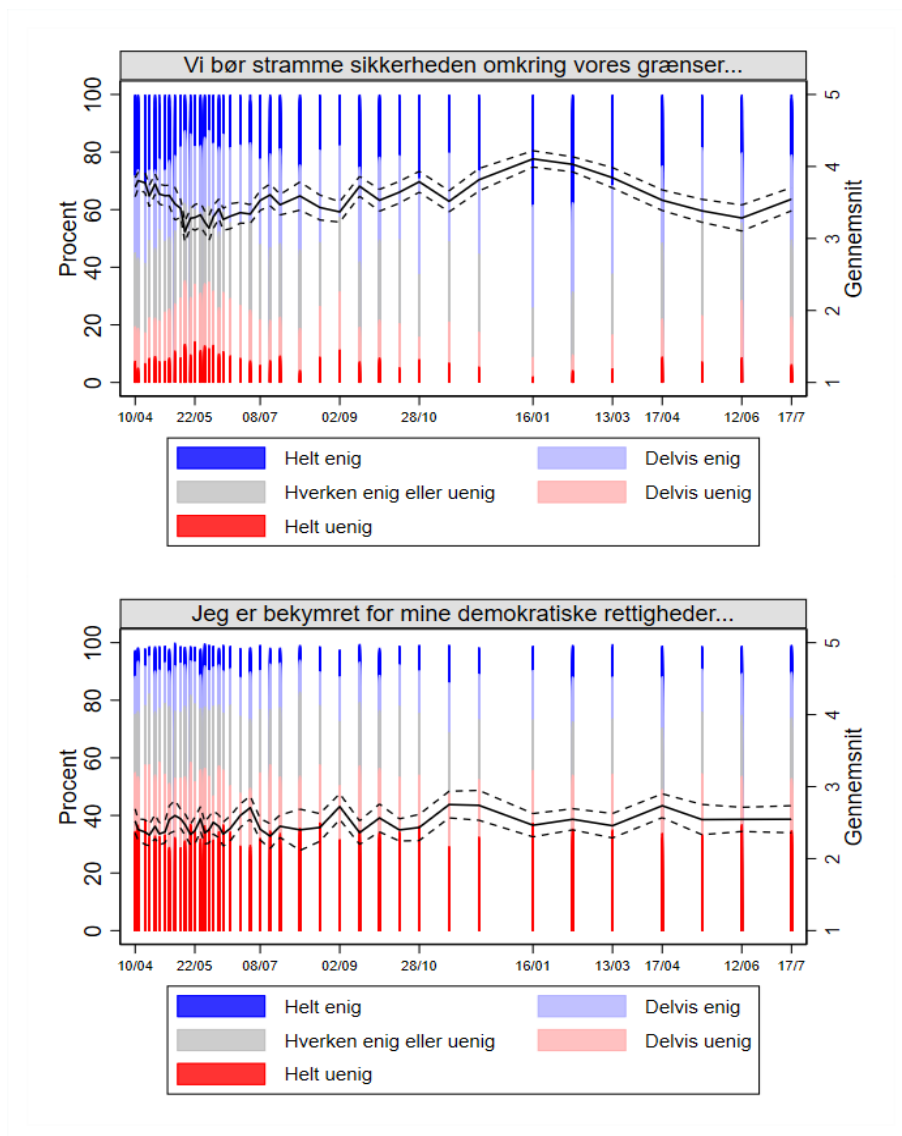 Vi bør stramme sikkerheden omkring vores grænser...
Procent
100
80
60
40
20
0
5
4
3
2
1
Gennemsnit
10/04 22/05 08/07 02/09 28/10 16/01 13/03 17/04 12/06 17/7
Helt enig Delvis enig
Hverken enig eller uenig Delvis uenig
Helt uenig
Jeg er bekymret for mine demokratiske rettigheder...
Procent
100
80
60
40
20
0
5
4
3
2
1
Gennemsnit
10/04 22/05 08/07 02/09 28/10 16/01 13/03 17/04 12/06 17/7
Helt enig Delvis enig
Hverken enig eller uenig Delvis uenig
Helt uenig